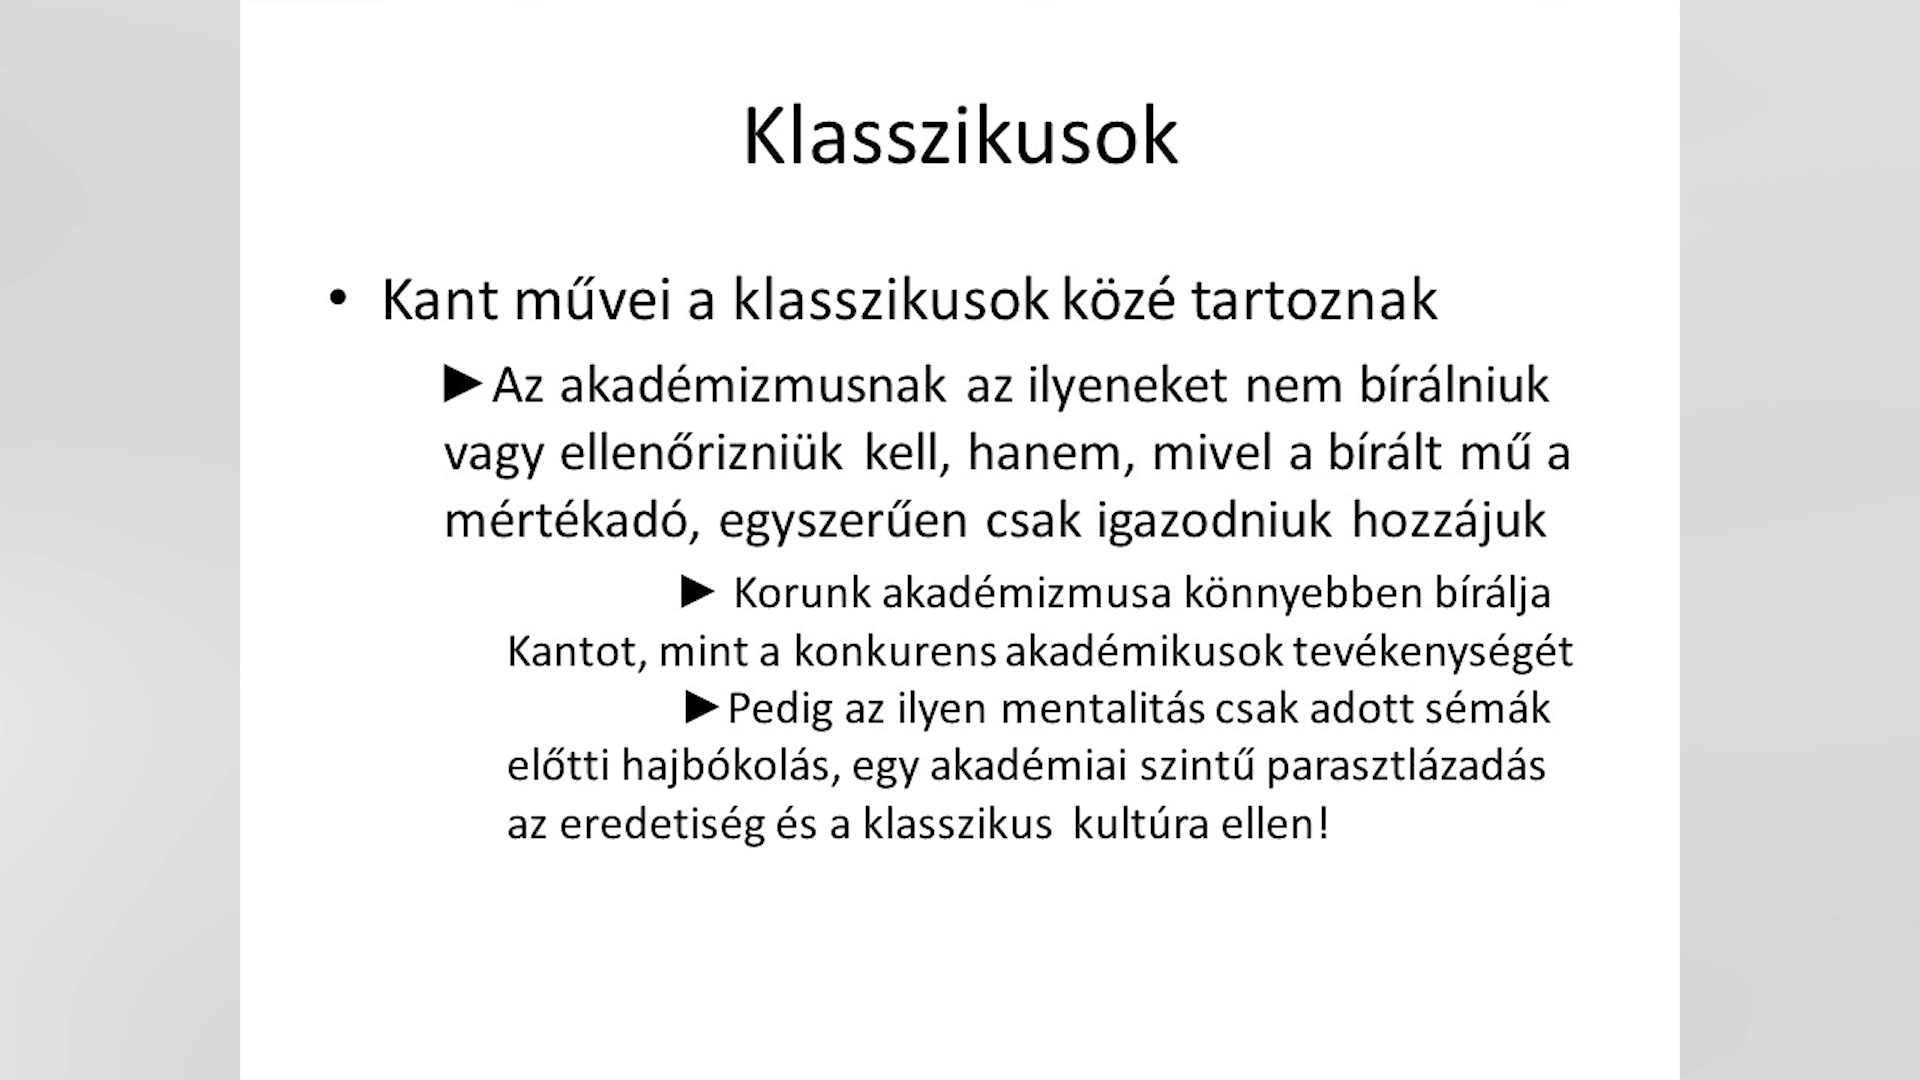 Klasszikusok
• Kant művei a klasszikusok közé tartoznak
►Az akadémizmusnak az ilyeneket nem bírálniuk
vagy ellenőrizniük kell, hanem, mivel a bírált mű a
mértékadó, egyszerűen csak igazodniuk hozzájuk
► Korunk akadémizmusa könnyebben bírálja
Kantot, mint a konkurens akadémikusok tevékenységét
►Pedig az ilyen mentalitás csak adott sémák
előtti hajbókolás, egy akadémiai szintű parasztlázadás
az eredetiség és a klasszikus kultúra ellen!